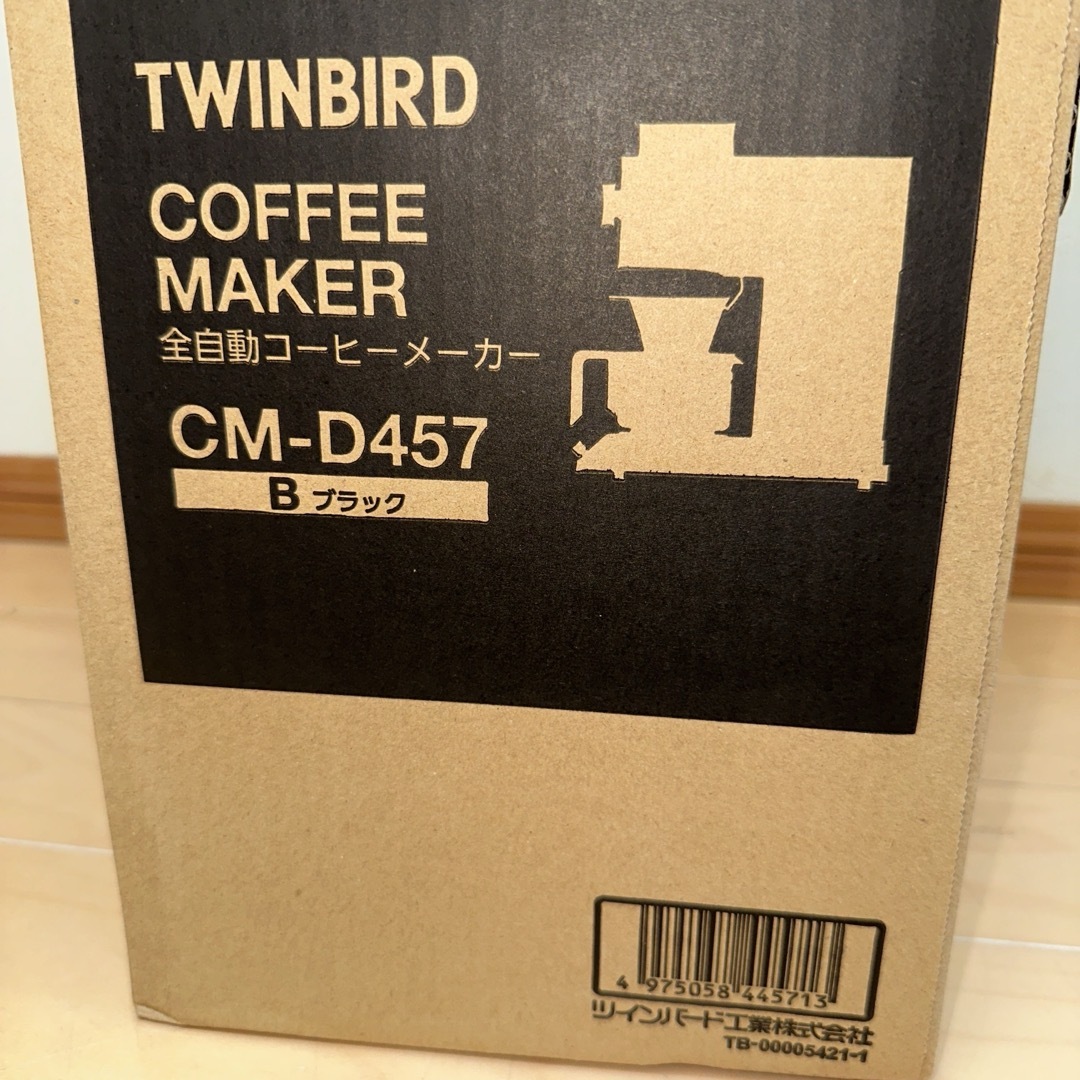 TWINBIRD
COFFEE
MAKER
全自動コーヒーメーカー
CM-D457
B ブラック
4 975058 445713
ツインバード工業株式会社
TB-00005421-1